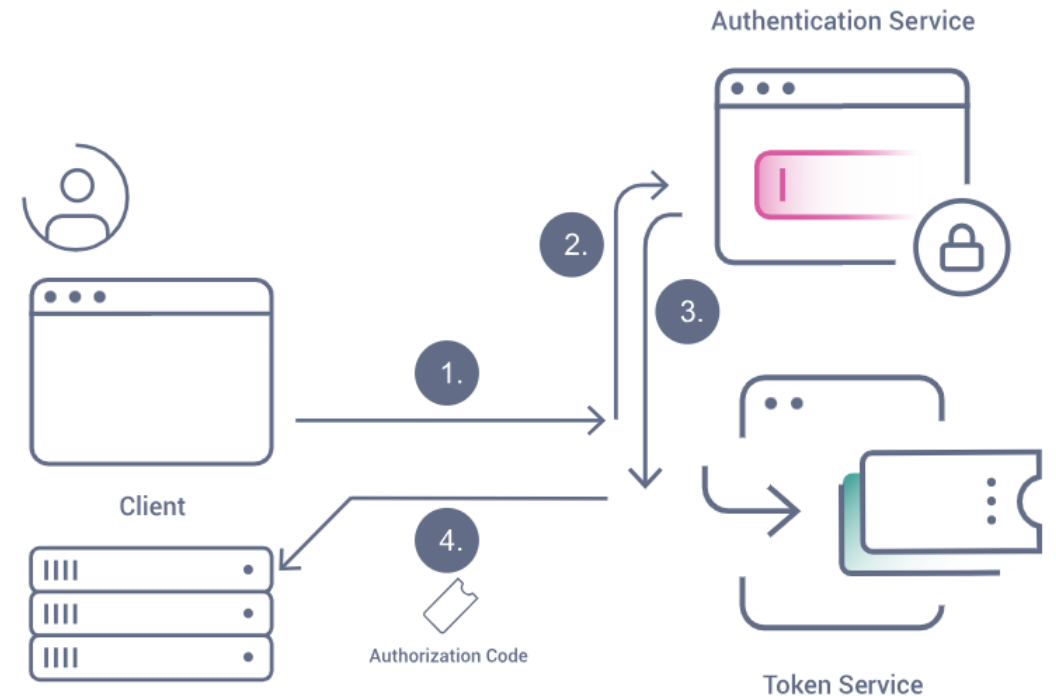 Authentication Service
2.
3.
1.
Client
4.
Authorization Code
Token Service